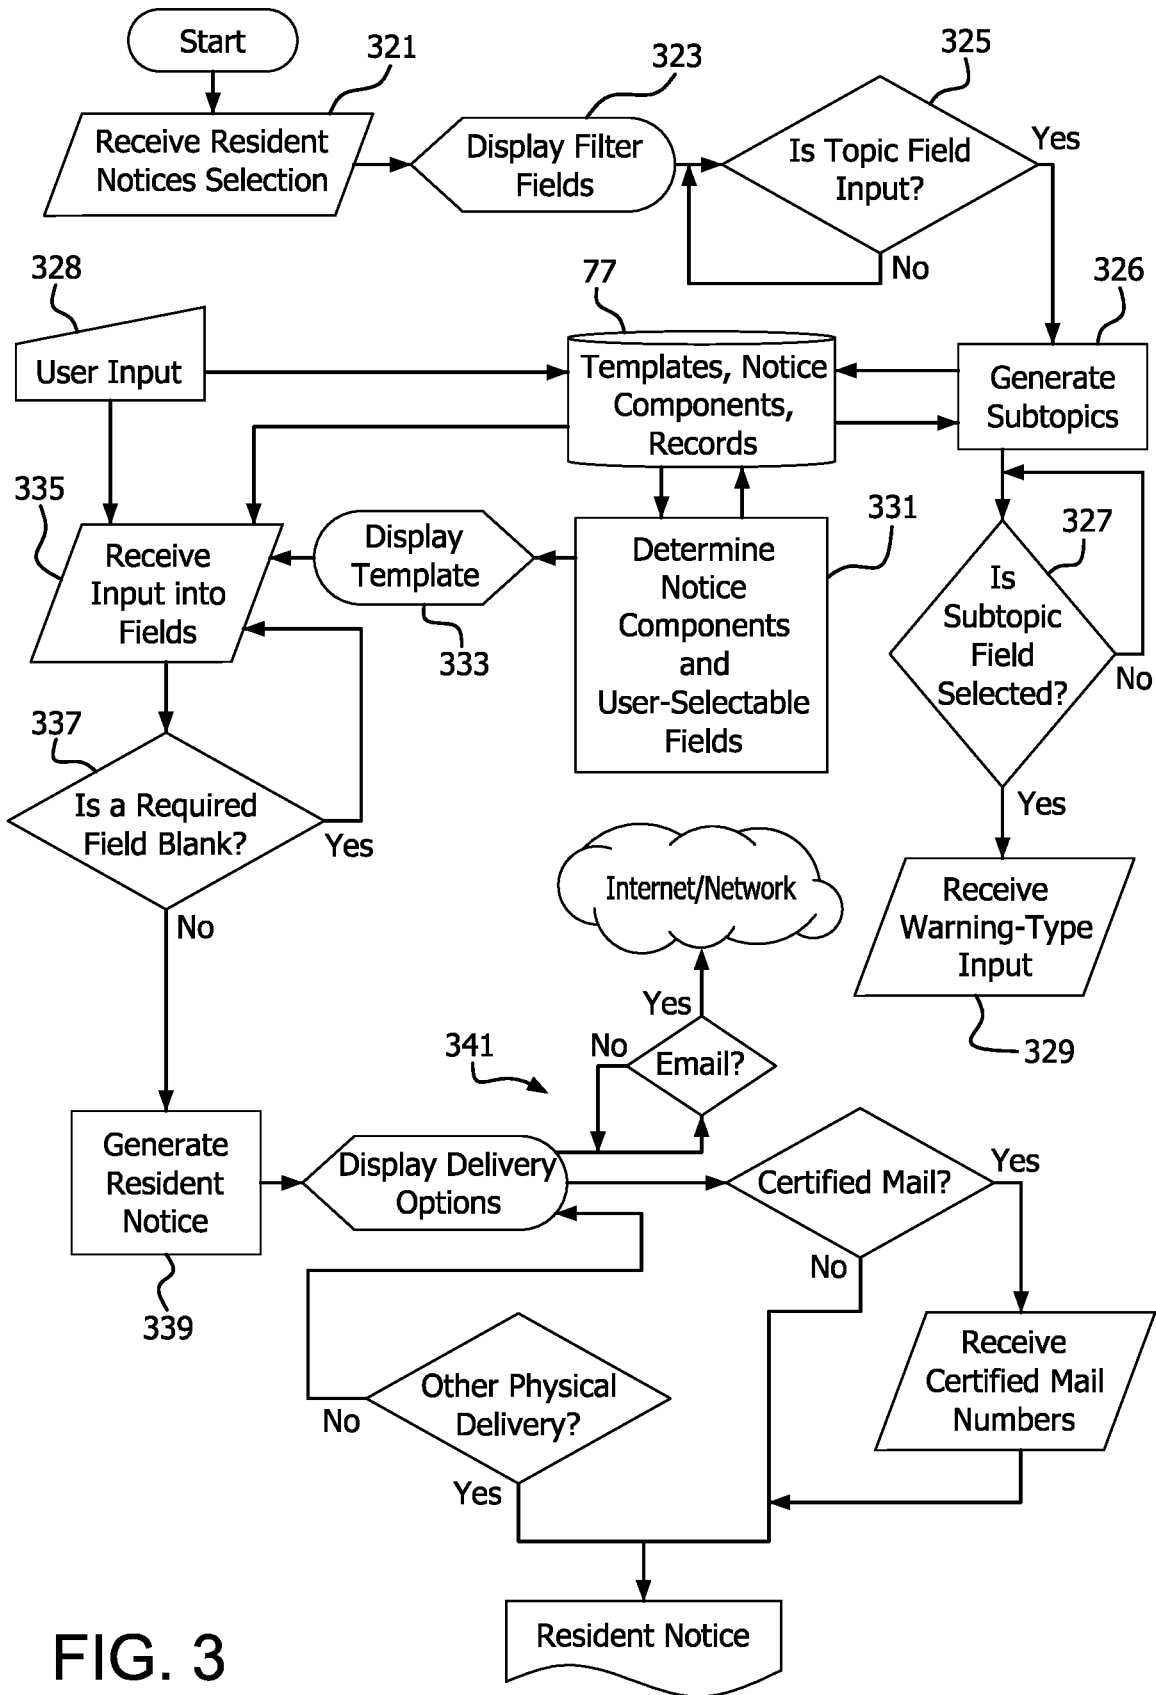 Start
321
Receive Resident
Notices Selection
323
Display Filter
Fields
325
Is Topic Field
Input?
Yes
No
328
User Input
77
Templates, Notice
Components,
Records
326
Generate
Subtopics
335
Receive
Input into
Fields
Display
Template
333
Determine
Notice
Components
and
User-Selectable
Fields
331
327
Is
Subtopic
Field
Selected?
No
Yes
337
Is a Required
Field Blank?
Yes
No
Internet/Network
Receive
Warning-Type
Input
329
Yes
No
Email?
341
Generate
Resident
Notice
339
Display Delivery
Options
Certified Mail?
Yes
No
Receive
Certified Mail
Numbers
Other Physical
Delivery?
No
Yes
Resident Notice
FIG. 3